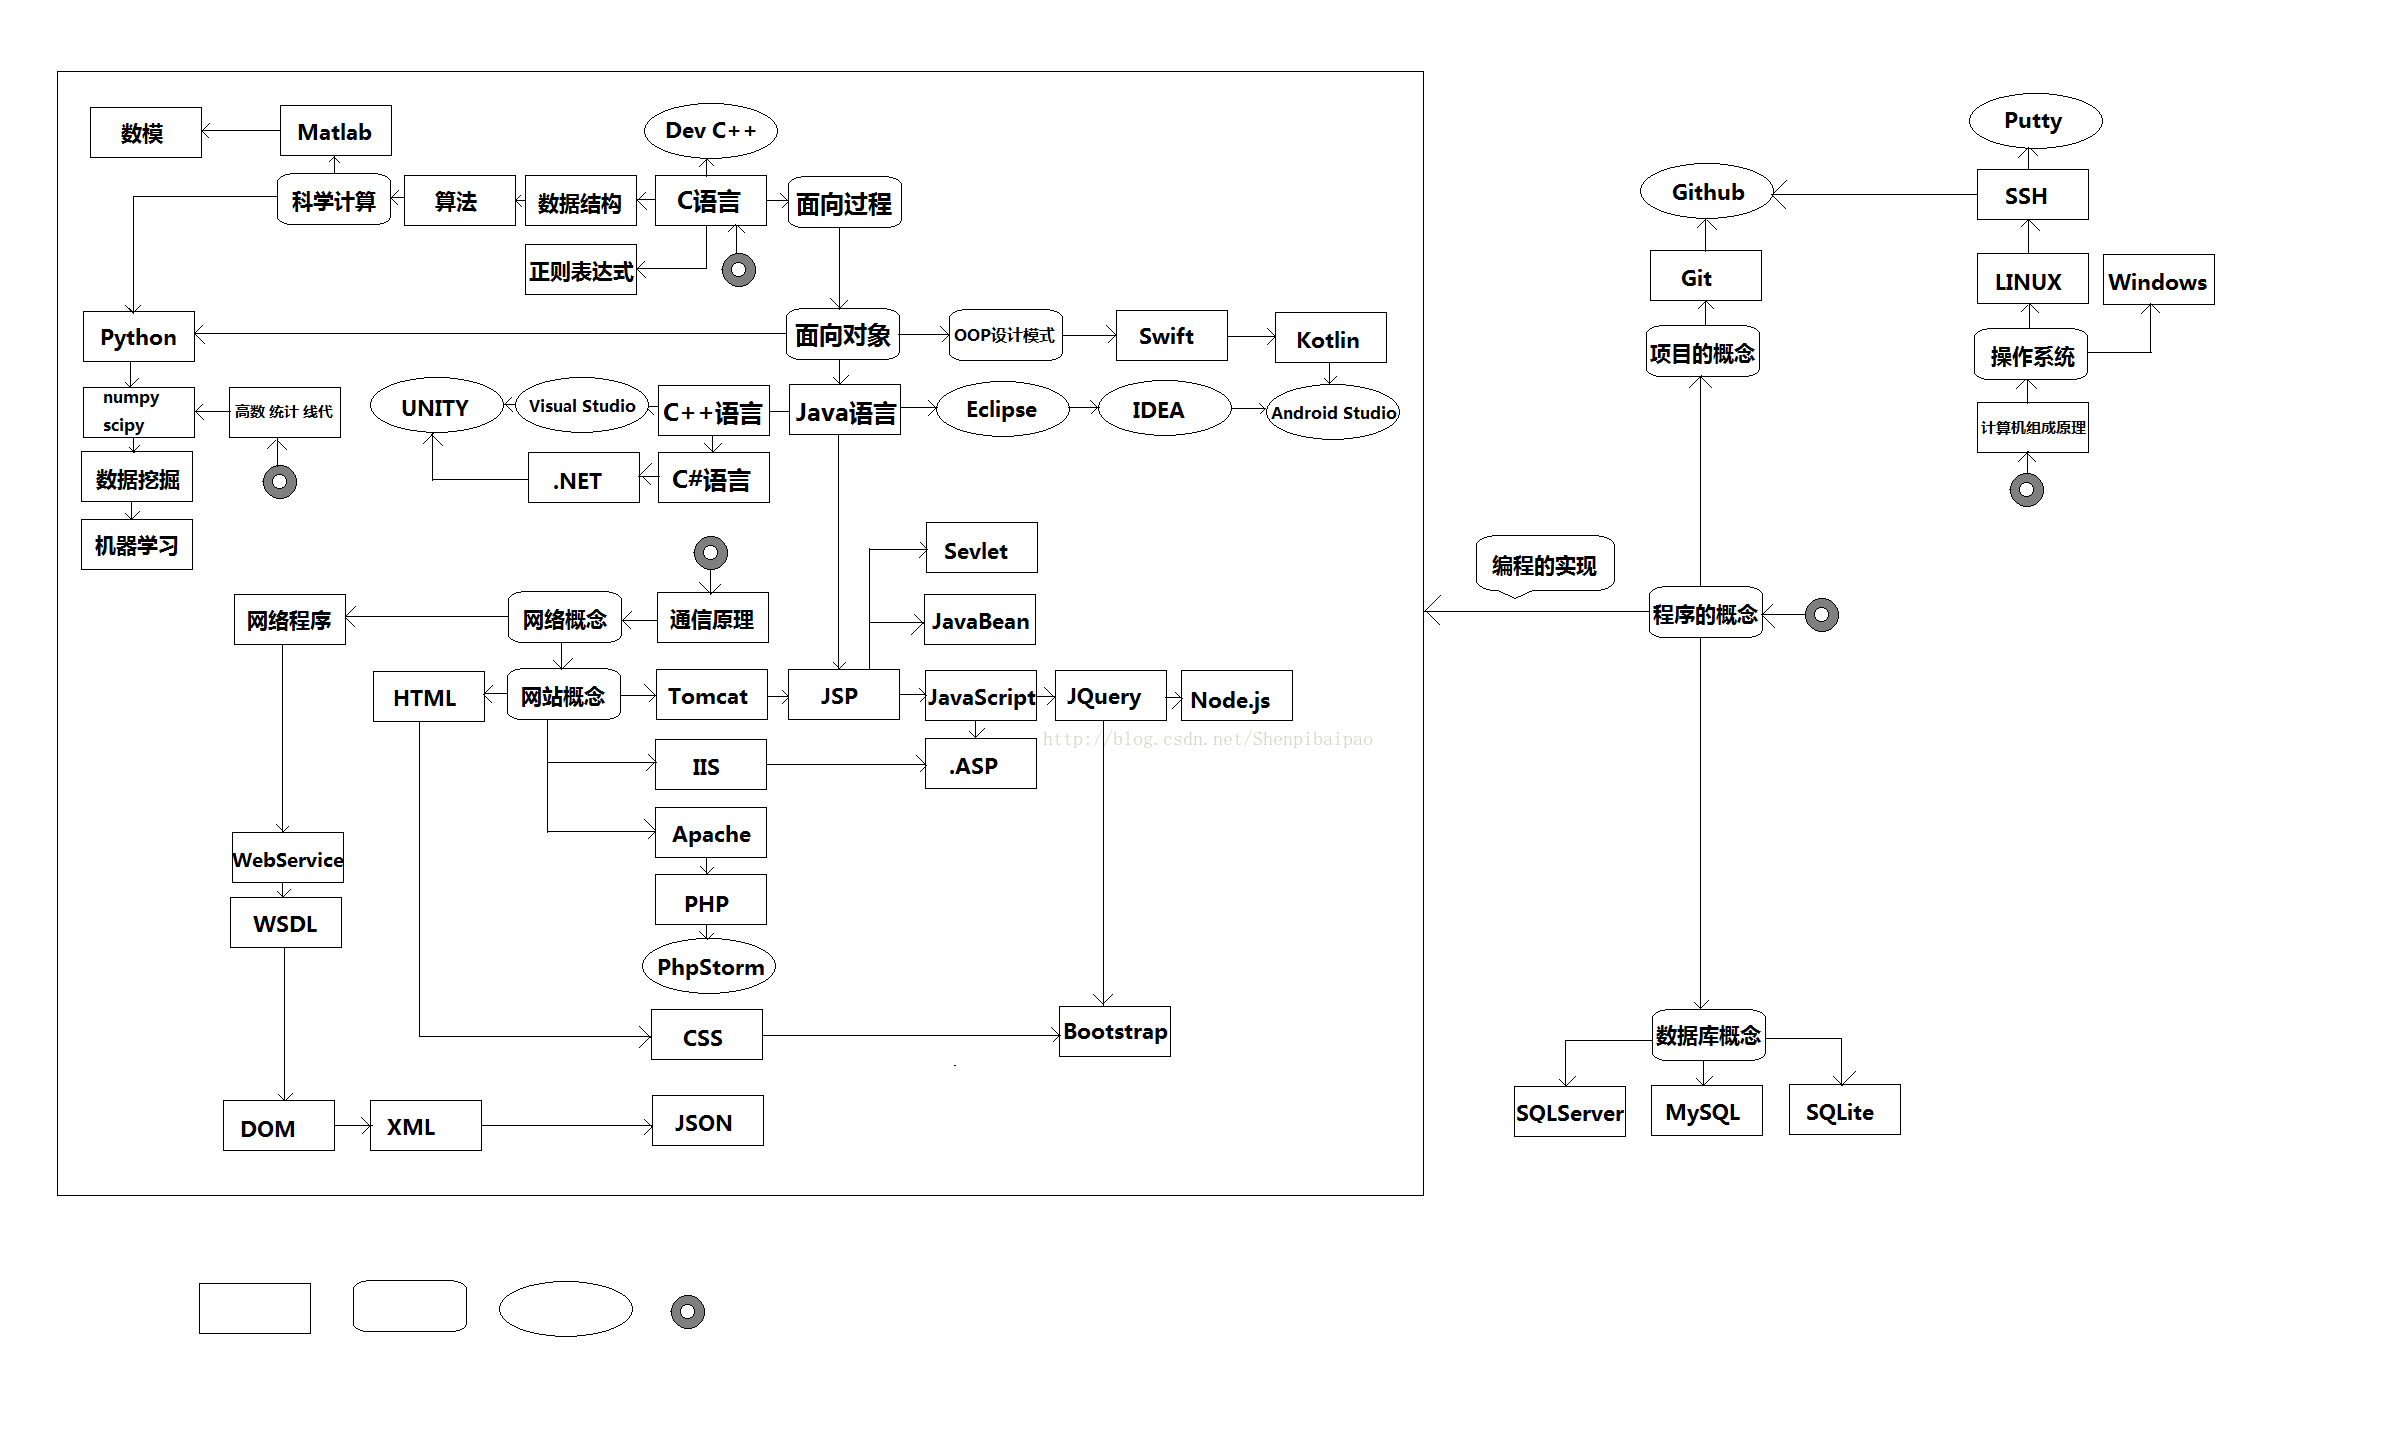 数模
Matlab
Dev C++
Putty
科学计算
算法
数据结构
C语言
面向过程
Github
SSH
正则表达式
Git
LINUX
Windows
Python
面向对象
OOP设计模式
Swift
Kotlin
项目的概念
操作系统
numpy
scipy
高数 统计 线代
UNITY
Visual Studio
C++语言
Java语言
Eclipse
IDEA
Android Studio
计算机组成原理
数据挖掘
.NET
C#语言
机器学习
Sevlet
编程的实现
网络程序
网络概念
通信原理
JavaBean
程序的概念
HTML
网站概念
Tomcat
JSP
JavaScript
JQuery
Node.js
http://blog.csdn.net/Shenpibaipao
IIS
.ASP
Apache
WebService
PHP
WSDL
PhpStorm
CSS
Bootstrap
数据库概念
DOM
XML
JSON
SQLServer
MySQL
SQLite